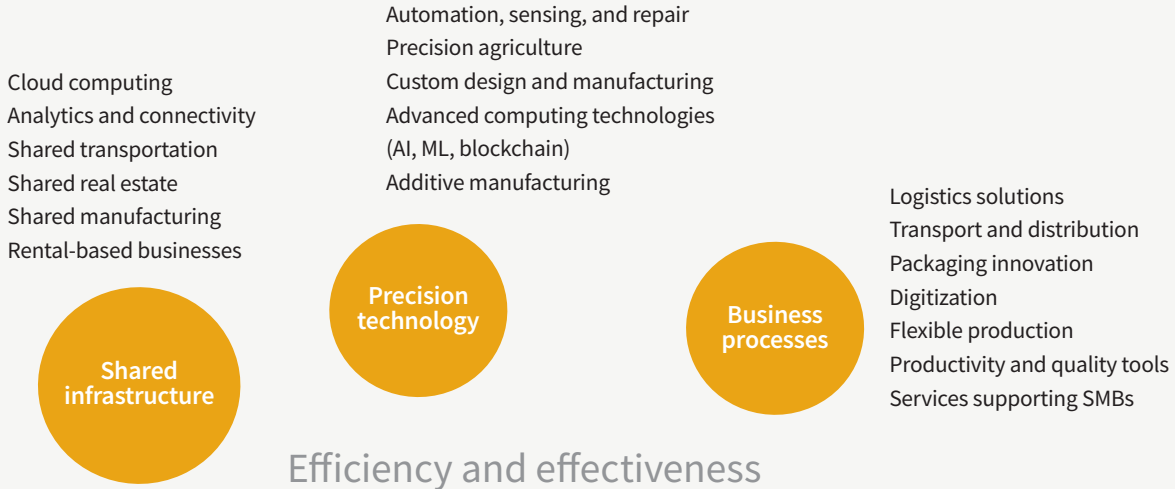 Cloud computing
Analytics and connectivity
Shared transportation
Shared real estate
Shared manufacturing
Rental-based businesses
Shared
infrastructure
Automation, sensing, and repair
Precision agriculture
Custom design and manufacturing
Advanced computing technologies
(AI, ML, blockchain)
Additive manufacturing
Precision
technology
Business
processes
Logistics solutions
Transport and distribution
Packaging innovation
Digitization
Flexible production
Productivity and quality tools
Services supporting SMBs
Efficiency and effectiveness